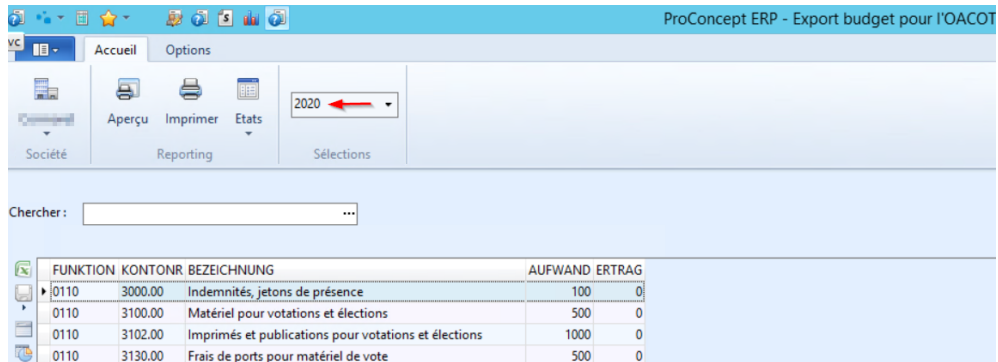 ProConcept ERP - Export budget pour l'OACOT
vc
Accueil Options
2020
Aperçu Imprimer Etats
Société Reporting Sélections
Chercher :
...
FUNKTION KONTONR BEZEICHNUNG AUFWAND ERTRAG
0110 3000.00 Indemnités, jetons de présence 100 0
0110 3100.00 Matériel pour votations et élections 500 0
0110 3102.00 Imprimés et publications pour votations et élections 1000 0
0110 3130.00 Frais de ports pour matériel de vote 500 0